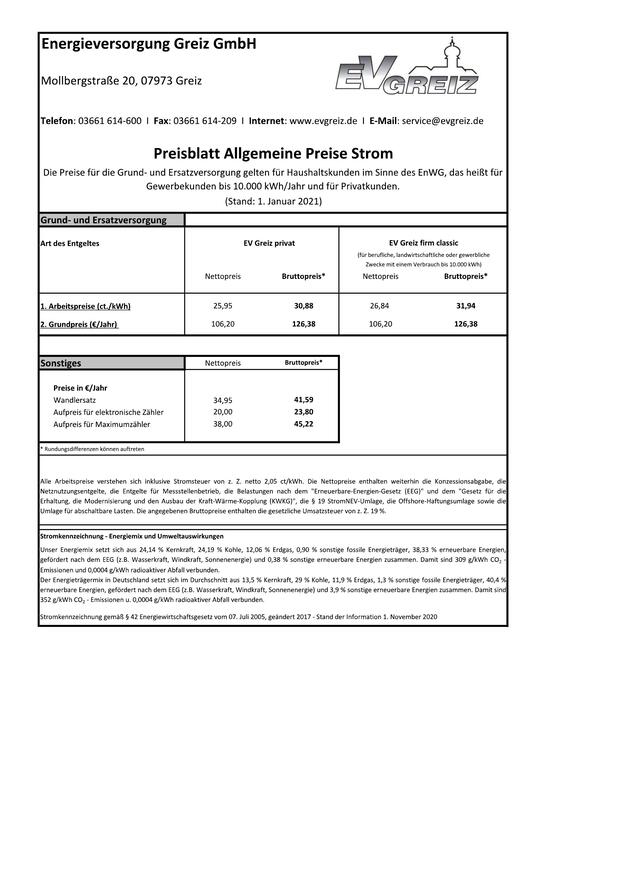 Energieversorgung Greiz GmbH
EVGREIZ
Mollbergstraße 20, 07973 Greiz
Telefon: 03661 614-600 I Fax: 03661 614-209 I Internet: www.evgreiz.de I E-Mail: service@evgreiz.de
Preisblatt Allgemeine Preise Strom
Die Preise für die Grund- und Ersatzversorgung gelten für Haushaltskunden im Sinne des EnWG, das heißt für
Gewerbekunden bis 10.000 kWh/Jahr und für Privatkunden.
(Stand: 1. Januar 2021)
Grund- und Ersatzversorgung
Art des Entgeltes EV Greiz privat EV Greiz firm classic
(für berufliche, landwirtschaftliche oder gewerbliche
Zwecke mit einem Verbrauch bis 10.000 kWh)
Nettopreis Bruttopreis* Nettopreis Bruttopreis*
1. Arbeitspreise (ct./kWh) 25,95 30,88 26,84 31,94
2. Grundpreis (€/Jahr) 106,20 126,38 106,20 126,38
Sonstiges Nettopreis Bruttopreis*
Preise in €/Jahr
Wandlersatz 34,95 41,59
Aufpreis für elektronische Zähler 20,00 23,80
Aufpreis für Maximumzähler 38,00 45,22
* Rundungsdifferenzen können auftreten
Alle Arbeitspreise verstehen sich inklusive Stromsteuer von z. Z. netto 2,05 ct/kWh. Die Nettopreise enthalten weiterhin die Konzessionsabgabe, die
Netznutzungsentgelte, die Entgelte für Messstellenbetrieb, die Belastungen nach dem "Erneuerbare-Energien-Gesetz (EEG)" und dem "Gesetz für die
Erhaltung, die Modernisierung und den Ausbau der Kraft-Wärme-Kopplung (KWKG)", die § 19 StromNEV-Umlage, die Offshore-Haftungsumlage sowie die
Umlage für abschaltbare Lasten. Die angegebenen Bruttopreise enthalten die gesetzliche Umsatzsteuer von z. Z. 19 %.
Stromkennzeichnung - Energiemix und Umweltauswirkungen
Unser Energiemix setzt sich aus 24,14 % Kernkraft, 24,19 % Kohle, 12,06 % Erdgas, 0,90 % sonstige fossile Energieträger, 38,33 % erneuerbare Energien,
gefördert nach dem EEG (z.B. Wasserkraft, Windkraft, Sonnenenergie) und 0,38 % sonstige erneuerbare Energien zusammen. Damit sind 309 g/kWh CO₂ -
Emissionen und 0,0004 g/kWh radioaktiver Abfall verbunden.
Der Energieträgermix in Deutschland setzt sich im Durchschnitt aus 13,5 % Kernkraft, 29 % Kohle, 11,9 % Erdgas, 1,3 % sonstige fossile Energieträger, 40,4 %
erneuerbare Energien, gefördert nach dem EEG (z.B. Wasserkraft, Windkraft, Sonnenenergie) und 3,9 % sonstige erneuerbare Energien zusammen. Damit sind
352 g/kWh CO₂ - Emissionen u. 0,0004 g/kWh radioaktiver Abfall verbunden.
Stromkennzeichnung gemäß § 42 Energiewirtschaftsgesetz vom 07. Juli 2005, geändert 2017 - Stand der Information 1. November 2020